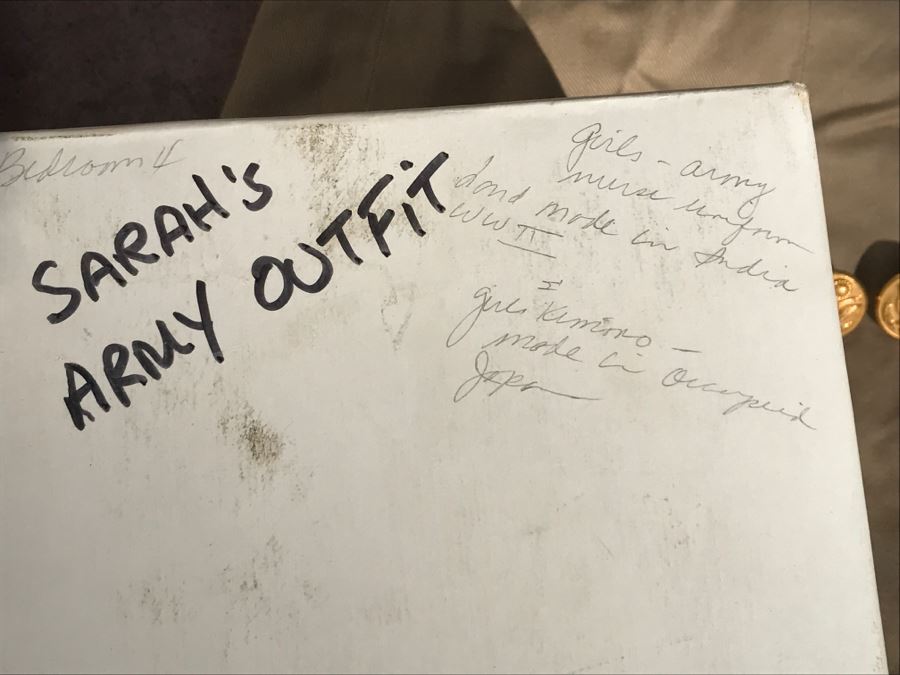 Bedroom 4
SARAH'S
ARMY OUTFIT
Girls - army
nurse uniform
made in India
WW II
I
girls Kimono -
made in Occupied
Japan